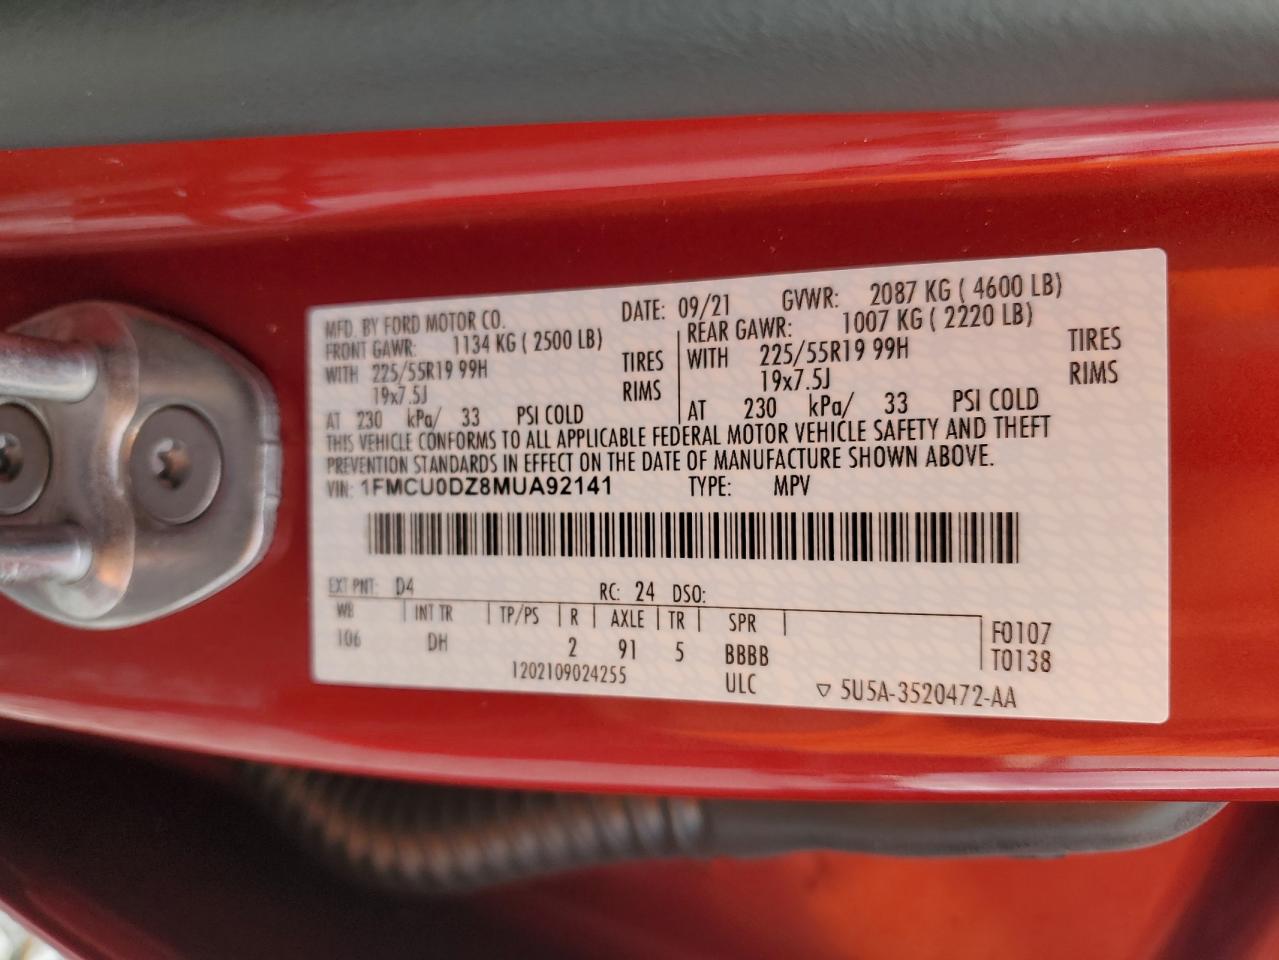 MFD. BY FORD MOTOR CO. DATE: 09/21 GVWR: 2087 KG ( 4600 LB)
FRONT GAWR: 1134 KG ( 2500 LB) REAR GAWR: 1007 KG ( 2220 LB)
WITH 225/55R19 99H TIRES WITH 225/55R19 99H TIRES
19x7.5J RIMS 19x7.5J RIMS
AT 230 kPa/ 33 PSI COLD AT 230 kPa/ 33 PSI COLD
THIS VEHICLE CONFORMS TO ALL APPLICABLE FEDERAL MOTOR VEHICLE SAFETY AND THEFT
PREVENTION STANDARDS IN EFFECT ON THE DATE OF MANUFACTURE SHOWN ABOVE.
VIN: 1FMCU0DZ8MUA92141 TYPE: MPV
EXT PNT: D4 RC: 24 DSO:
WB INT TR TP/PS R AXLE TR SPR F0107
106 DH 2 91 5 BBBB T0138
1202109024255 ULC ▽ 5U5A-3520472-AA